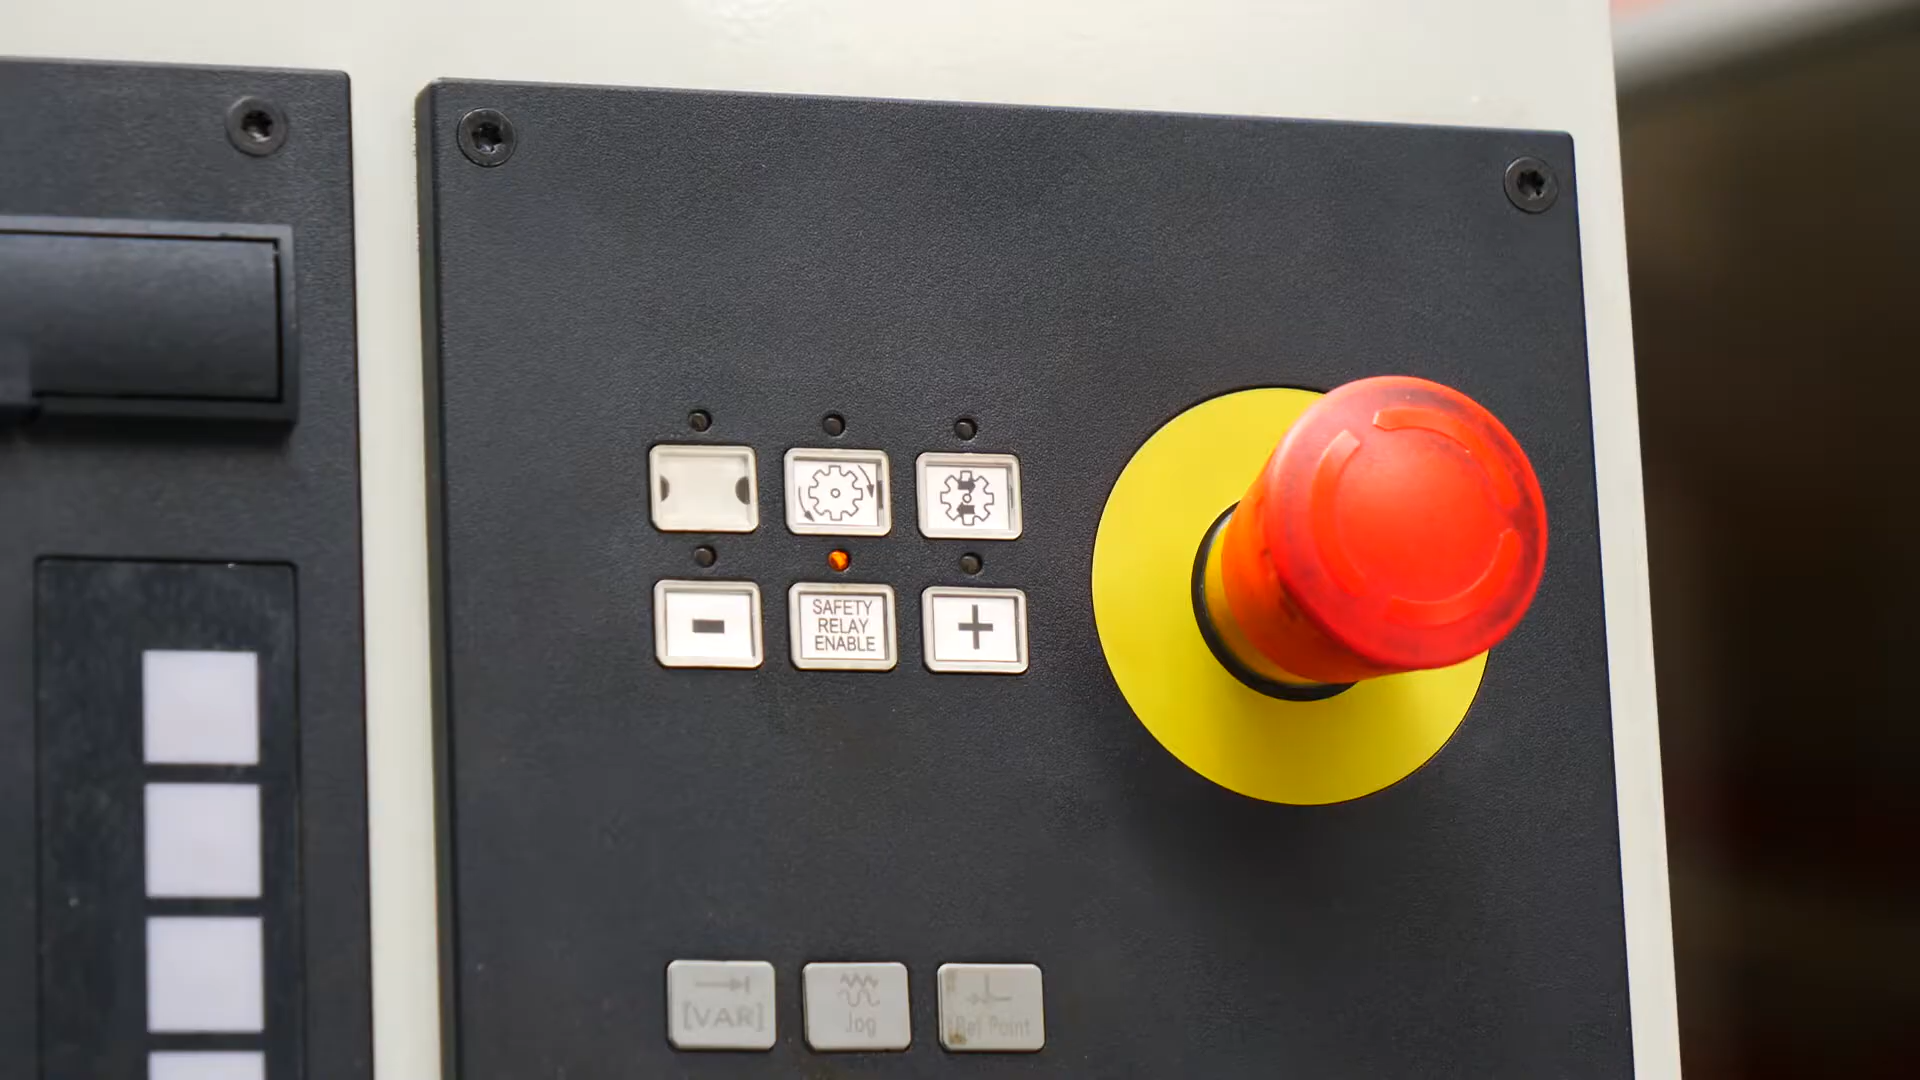 -
SAFETY
RELAY
ENABLE
+
[VAR]
Jog
Ref Point